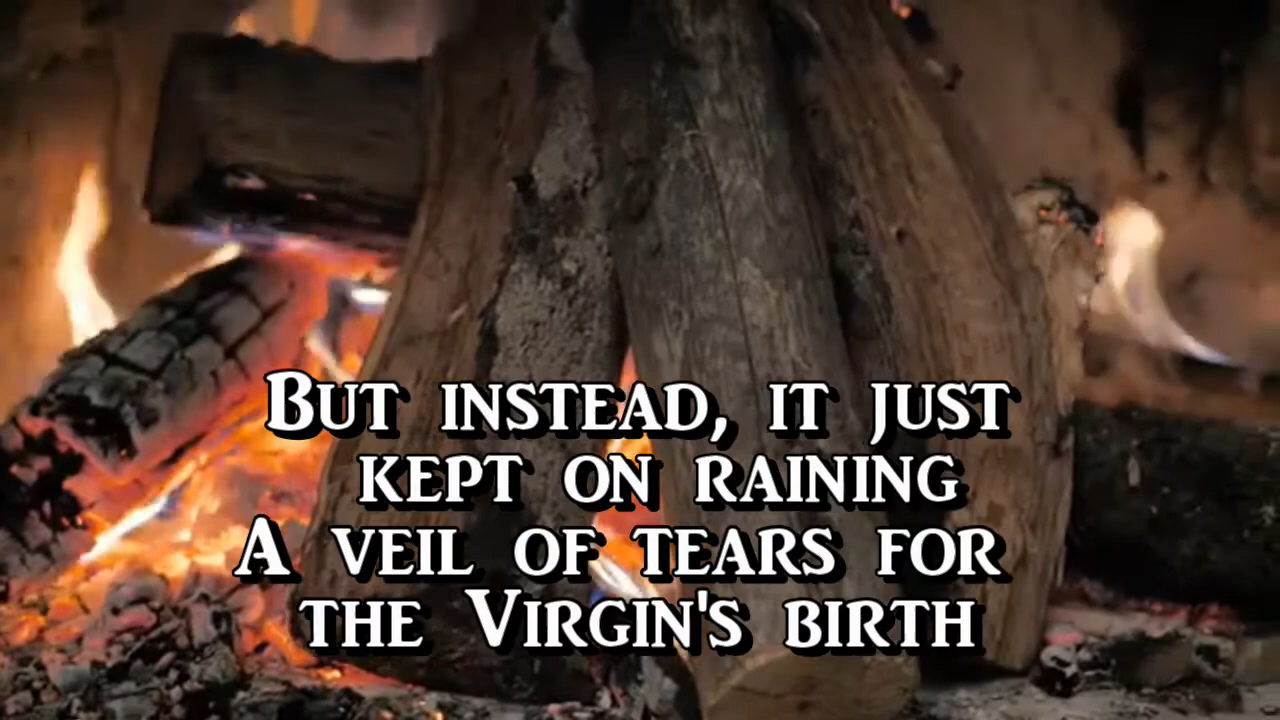 But instead, it just
kept on raining
A veil of tears for
the Virgin's birth